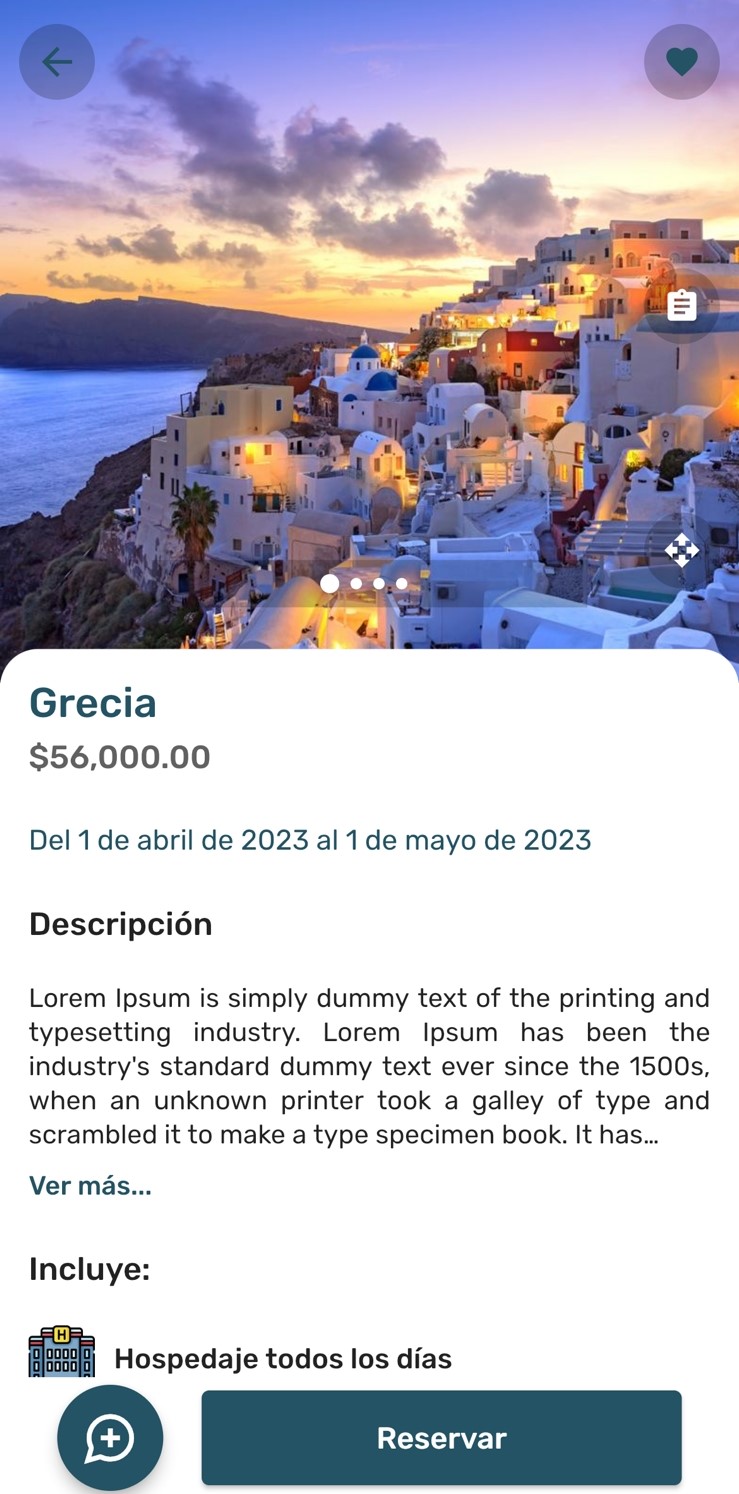 Grecia
$56,000.00
Del 1 de abril de 2023 al 1 de mayo de 2023
Descripción
Lorem Ipsum is simply dummy text of the printing and
typesetting industry. Lorem Ipsum has been the
industry's standard dummy text ever since the 1500s,
when an unknown printer took a galley of type and
scrambled it to make a type specimen book. It has...
Ver más...
Incluye:
H
Hospedaje todos los días
Reservar